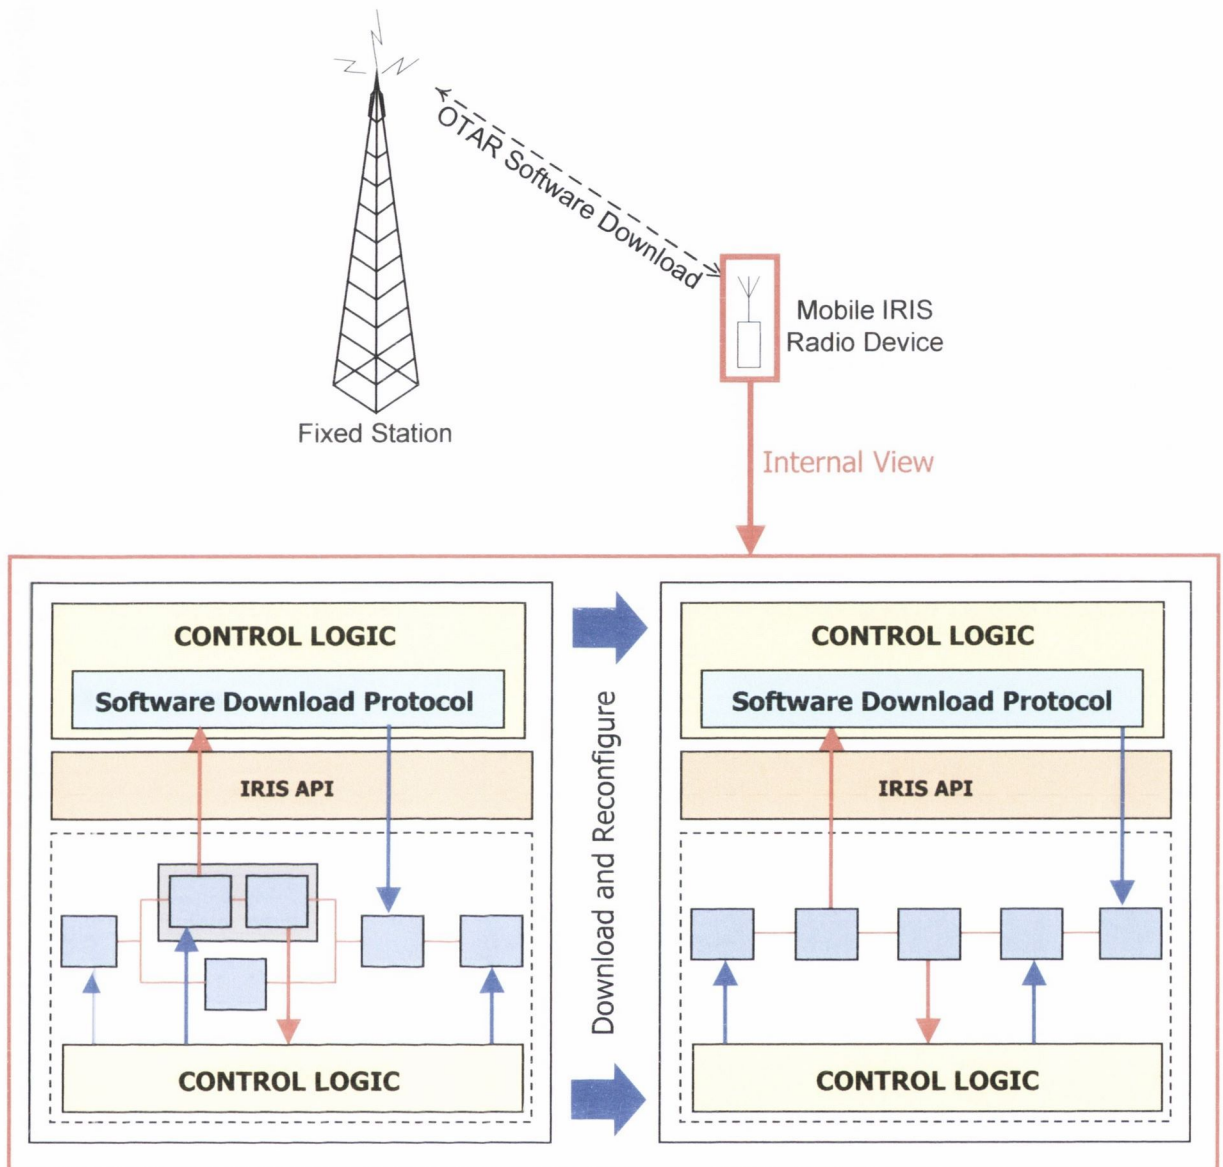 OTAR Software Download
Mobile IRIS
Radio Device
Fixed Station
Internal View
CONTROL LOGIC
Software Download Protocol
IRIS API
CONTROL LOGIC
Download and Reconfigure
CONTROL LOGIC
Software Download Protocol
IRIS API
CONTROL LOGIC